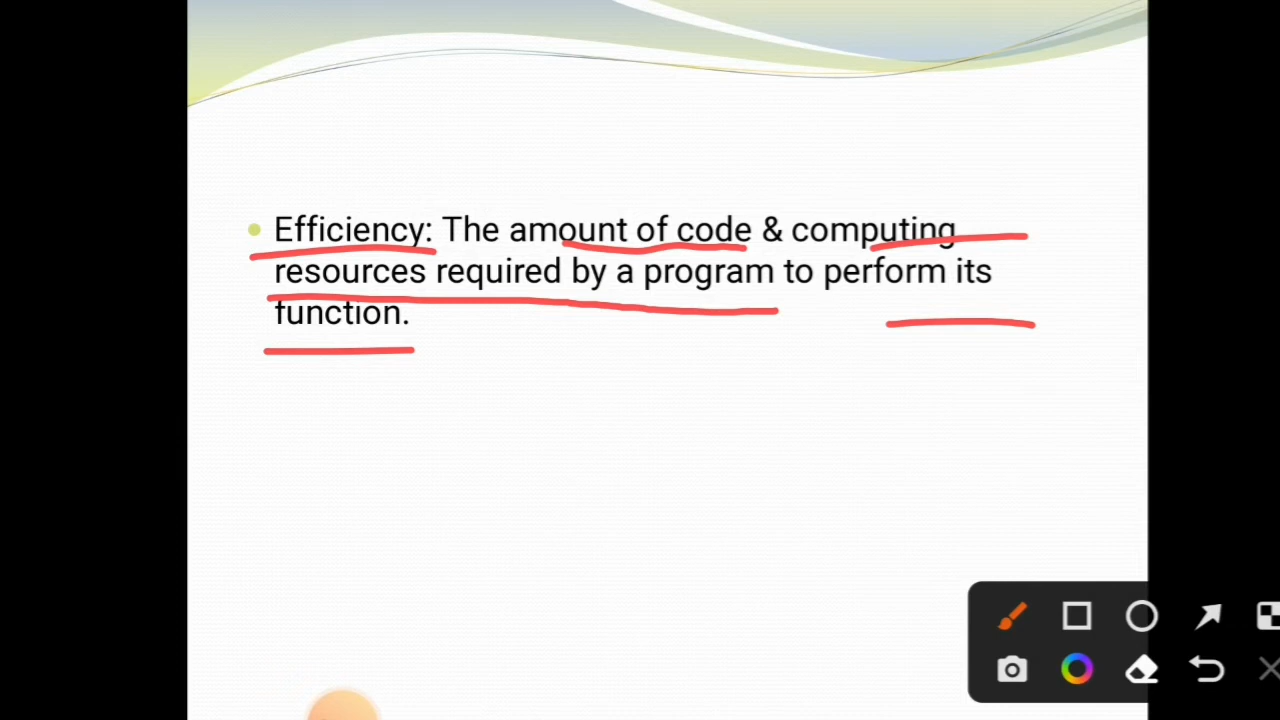 Efficiency: The amount of code & computing
resources required by a program to perform its
function.